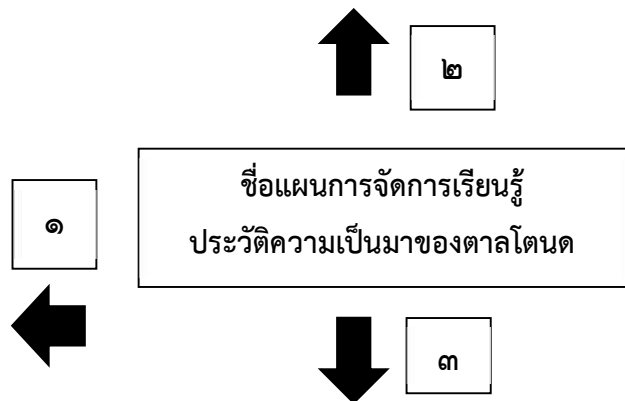 ๒
ชื่อแผนการจัดการเรียนรู้
๑
ประวัติความเป็นมาของตาลโตนด
๓